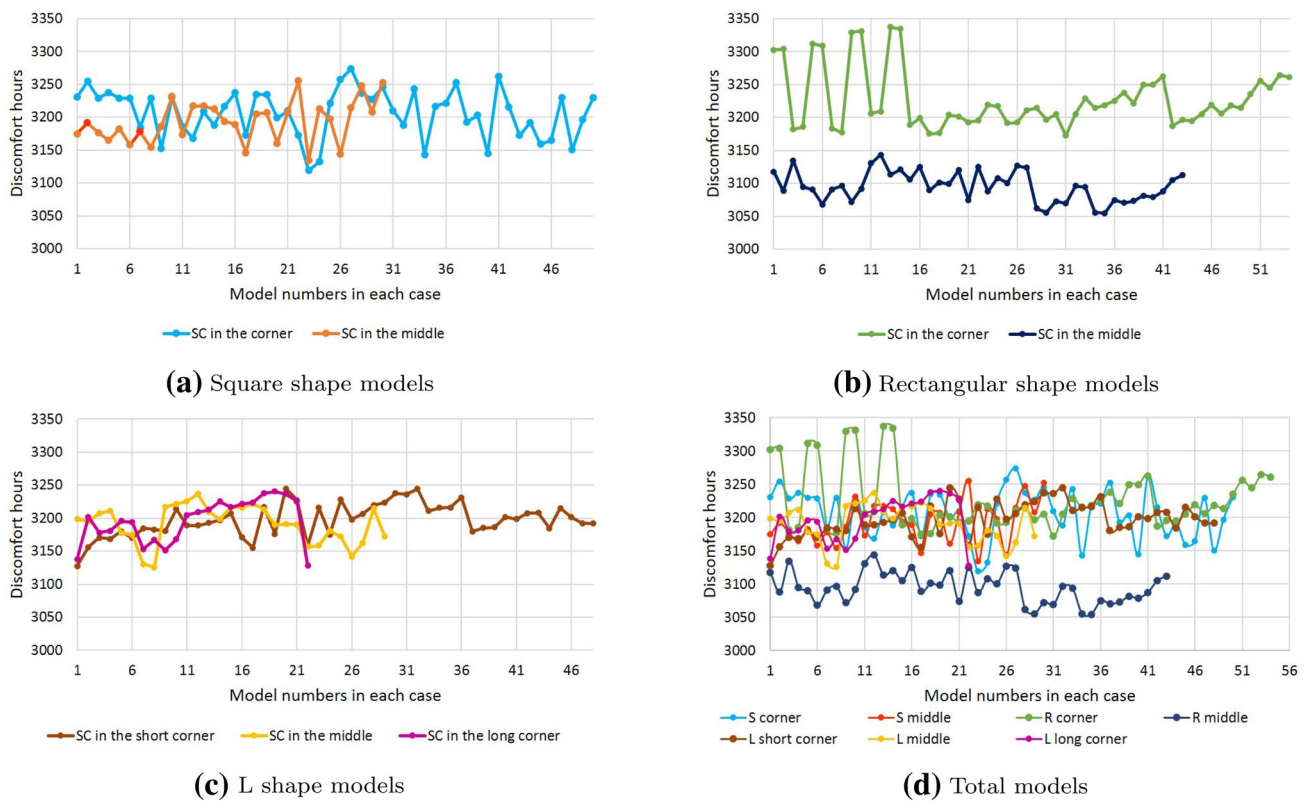 3350
3300
3250
3200
3150
3100
3050
3000
Discomfort hours
1 6 11 16 21 26 31 36 41 46
Model numbers in each case
SC in the corner SC in the middle
(a) Square shape models
3350
3300
3250
3200
3150
3100
3050
3000
Discomfort hours
1 6 11 16 21 26 31 36 41 46 51
Model numbers in each case
SC in the corner SC in the middle
(b) Rectangular shape models
3350
3300
3250
3200
3150
3100
3050
3000
Discomfort hours
1 6 11 16 21 26 31 36 41 46
Model numbers in each case
SC in the short corner SC in the middle SC in the long corner
(c) L shape models
3350
3300
3250
3200
3150
3100
3050
3000
Discomfort hours
1 6 11 16 21 26 31 36 41 46 51 56
Model numbers in each case
S corner S middle R corner R middle
L short corner L middle L long corner
(d) Total models